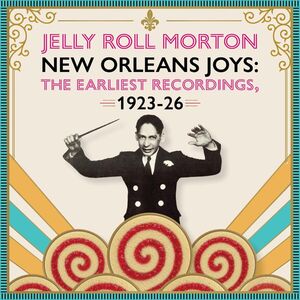 JELLY ROLL MORTON
NEW ORLEANS JOYS:
THE EARLIEST RECORDINGS,
1923-26